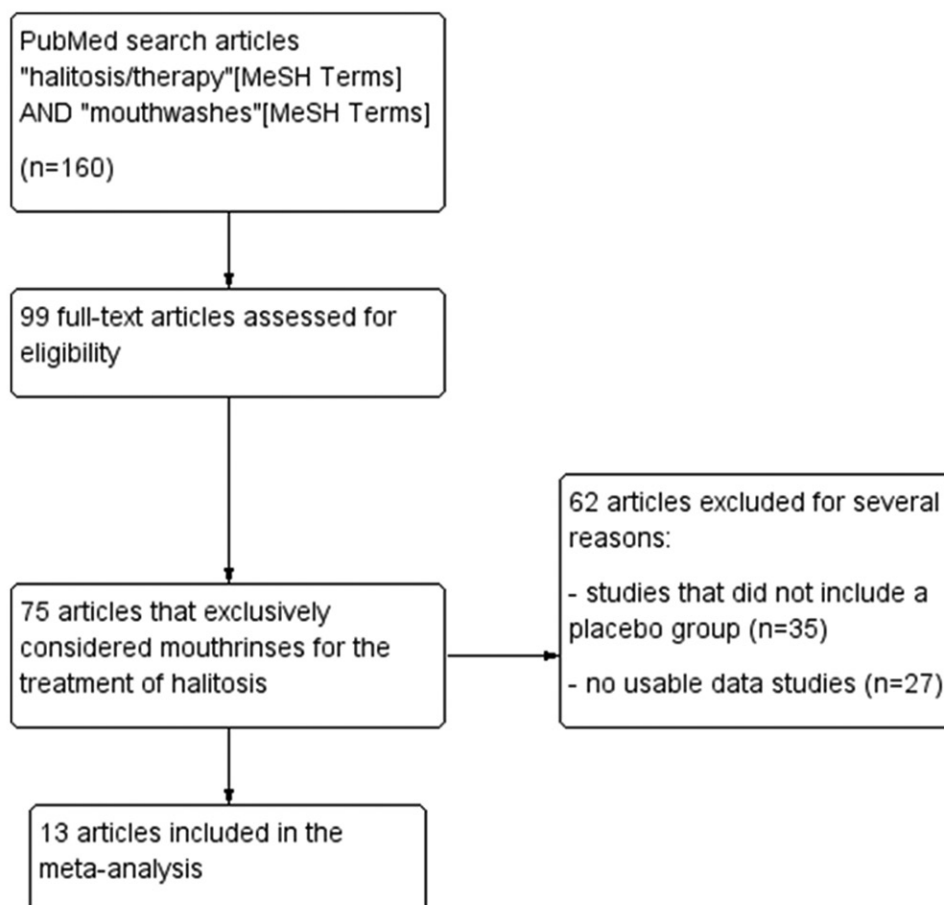 PubMed search articles
"halitosis/therapy"[MeSH Terms]
AND "mouthwashes"[MeSH Terms]
(n=160)
99 full-text articles assessed for
eligibility
62 articles excluded for several
reasons:
- studies that did not include a
placebo group (n=35)
- no usable data studies (n=27)
75 articles that exclusively
considered mouthrinses for the
treatment of halitosis
13 articles included in the
meta-analysis